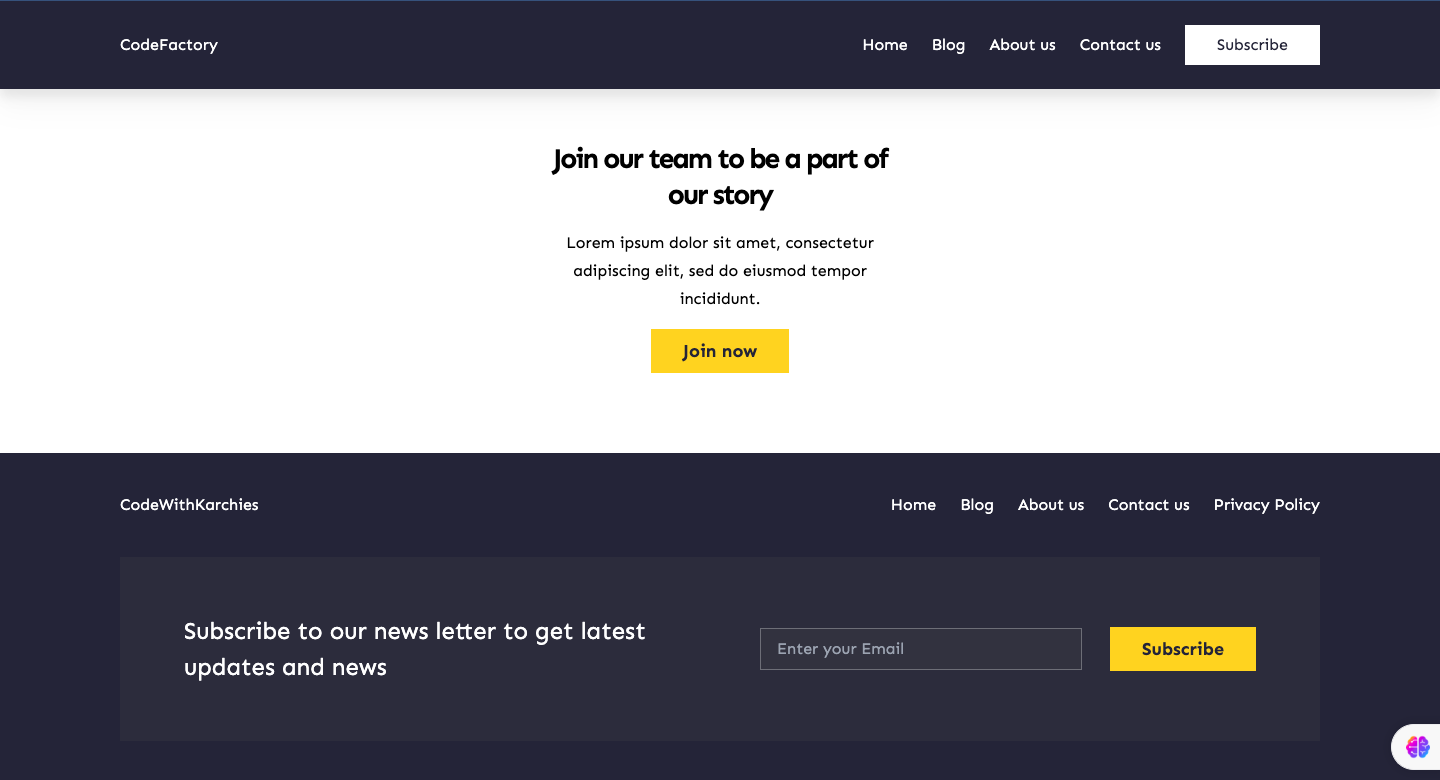 CodeFactory
Home Blog About us Contact us Subscribe
Join our team to be a part of
our story
Lorem ipsum dolor sit amet, consectetur
adipiscing elit, sed do eiusmod tempor
incididunt.
Join now
CodeWithKarchies
Home Blog About us Contact us Privacy Policy
Subscribe to our news letter to get latest
updates and news
Enter your Email
Subscribe